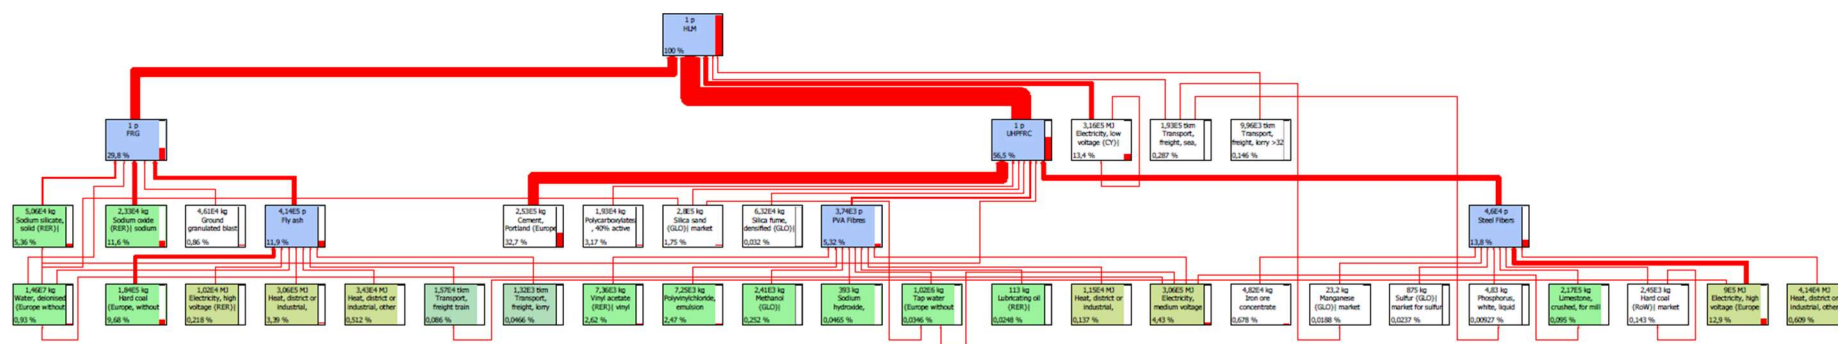 1 p
HLM
100 %
1 p
FRG
29,8 %
1 p
UHPFRC
56,5 %
3,16E5 MJ
Electricity, low
voltage {CY}|
13,4 %
1,93E5 tkm
Transport,
freight, sea,
0,287 %
9,96E3 tkm
Transport,
freight, lorry >32
0,146 %
5,06E4 kg
Sodium silicate,
solid {RER}|
5,36 %
2,33E4 kg
Sodium oxide
{RER}| sodium
11,6 %
4,61E4 kg
Ground
granulated blast
0,86 %
4,14E5 p
Fly ash
11,9 %
2,53E5 kg
Cement,
Portland {Europe
32,7 %
1,93E4 kg
Polycarboxylates
, 40% active
3,17 %
2,8E5 kg
Silica sand
{GLO}| market
1,75 %
6,32E4 kg
Silica fume,
densified {GLO}|
0,032 %
3,74E3 p
PVA Fibres
5,32 %
4,6E4 p
Steel Fibers
13,8 %
1,46E7 kg
Water, deionised
{Europe without
0,93 %
1,84E5 kg
Hard coal
{Europe, without
9,68 %
1,02E4 MJ
Electricity, high
voltage {RER}|
0,218 %
3,06E5 MJ
Heat, district or
industrial,
3,39 %
3,43E4 MJ
Heat, district or
industrial, other
0,512 %
1,57E4 tkm
Transport,
freight train
0,086 %
1,32E3 tkm
Transport,
freight, lorry
0,0466 %
7,36E3 kg
Vinyl acetate
{RER}| vinyl
2,62 %
7,25E3 kg
Polyvinylchloride,
emulsion
2,47 %
2,41E3 kg
Methanol
{GLO}|
0,252 %
393 kg
Sodium
hydroxide,
0,0465 %
1,02E6 kg
Tap water
{Europe without
0,0346 %
113 kg
Lubricating oil
{RER}|
0,0248 %
1,15E4 MJ
Heat, district or
industrial,
0,137 %
3,06E5 MJ
Electricity,
medium voltage
4,43 %
4,82E4 kg
Iron ore
concentrate
0,678 %
23,2 kg
Manganese
{GLO}| market
0,0188 %
875 kg
Sulfur {GLO}|
market for sulfur
0,0237 %
4,83 kg
Phosphorus,
white, liquid
0,00927 %
2,17E5 kg
Limestone,
crushed, for mill
0,095 %
2,45E3 kg
Hard coal
{RoW}| market
0,143 %
9E5 MJ
Electricity, high
voltage {Europe
12,9 %
4,14E4 MJ
Heat, district or
industrial, other
0,609 %